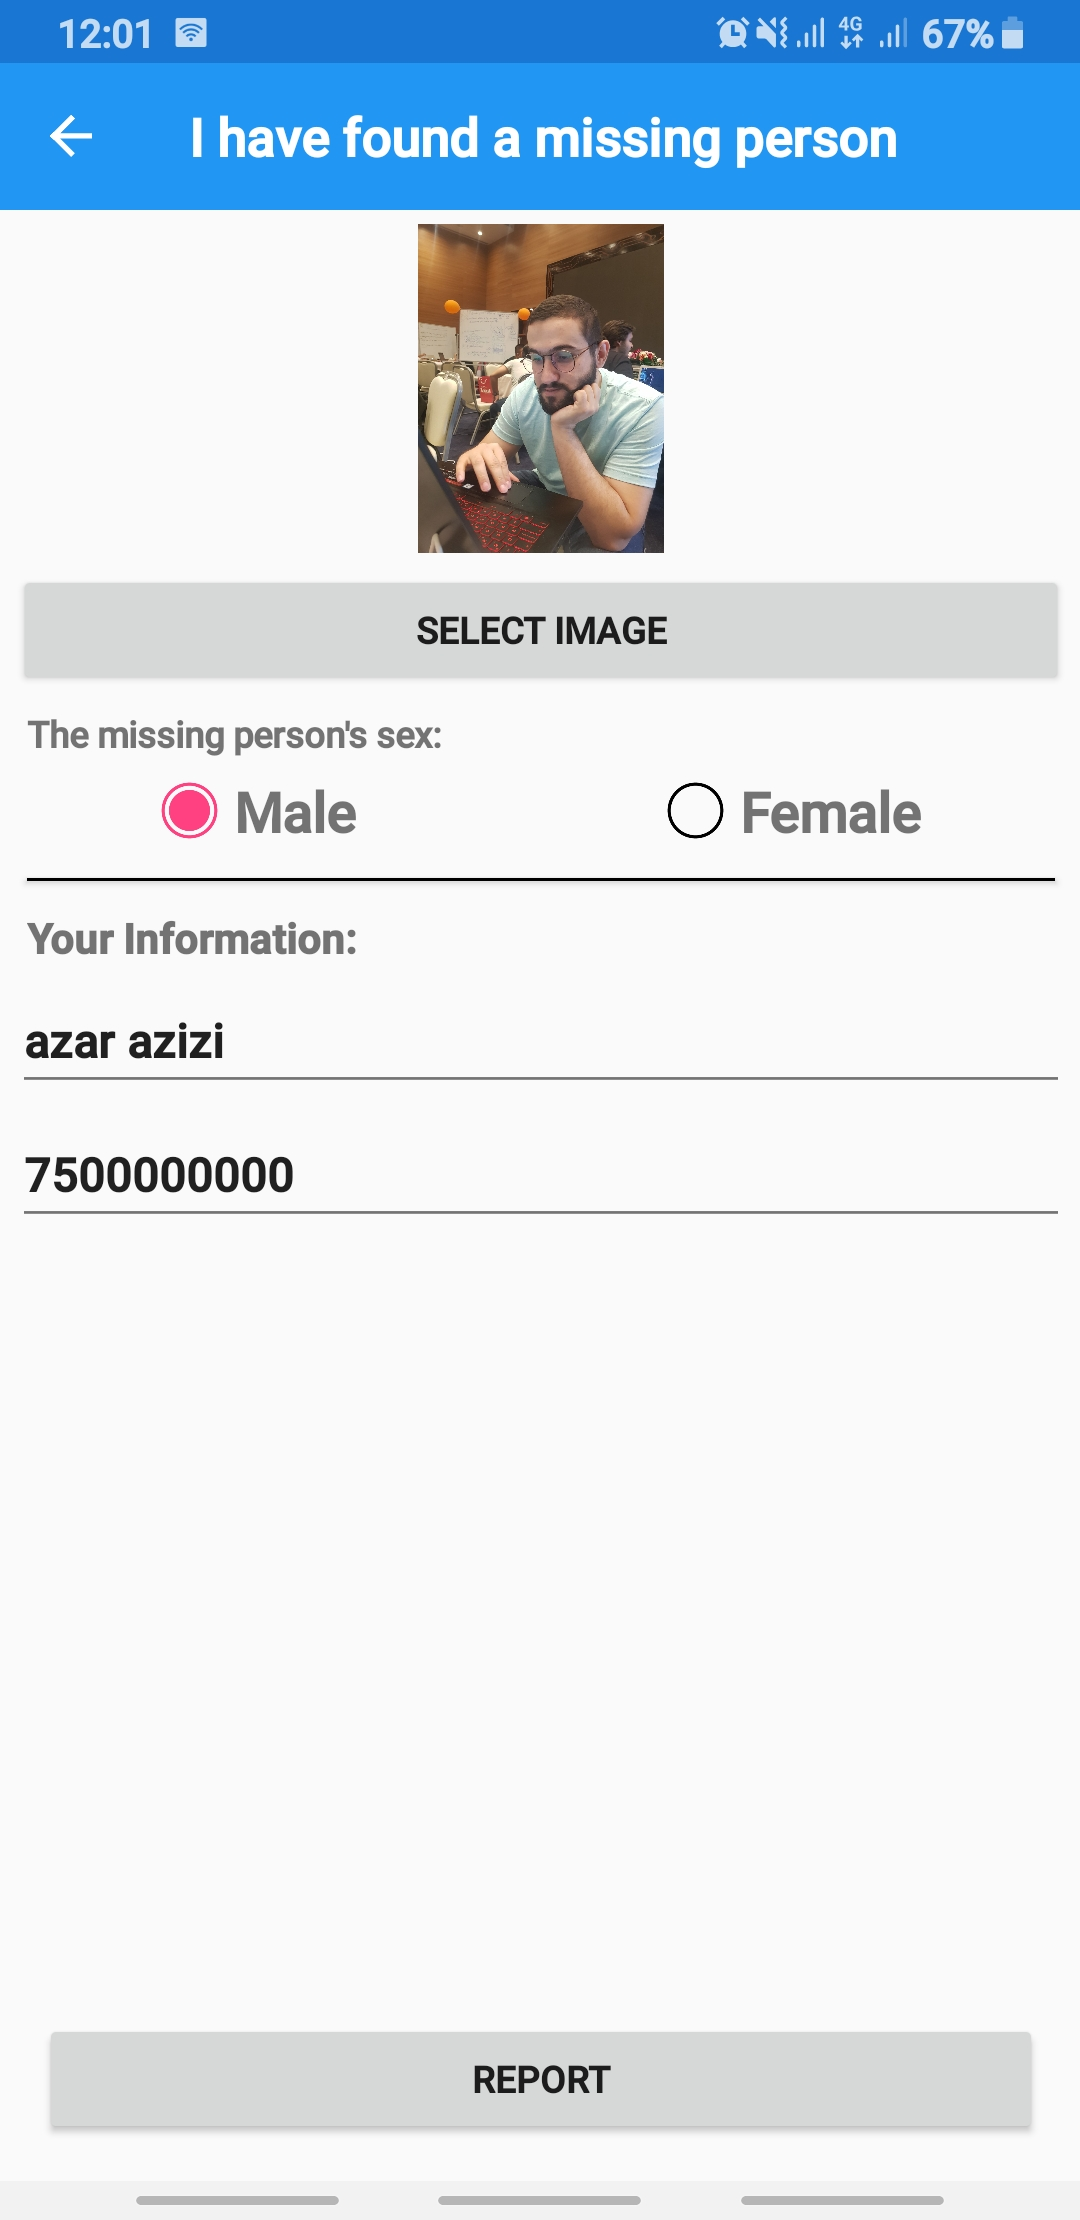 12:01 4G 67%
I have found a missing person
SELECT IMAGE
The missing person's sex:
Male Female
Your Information:
azar azizi
7500000000
REPORT